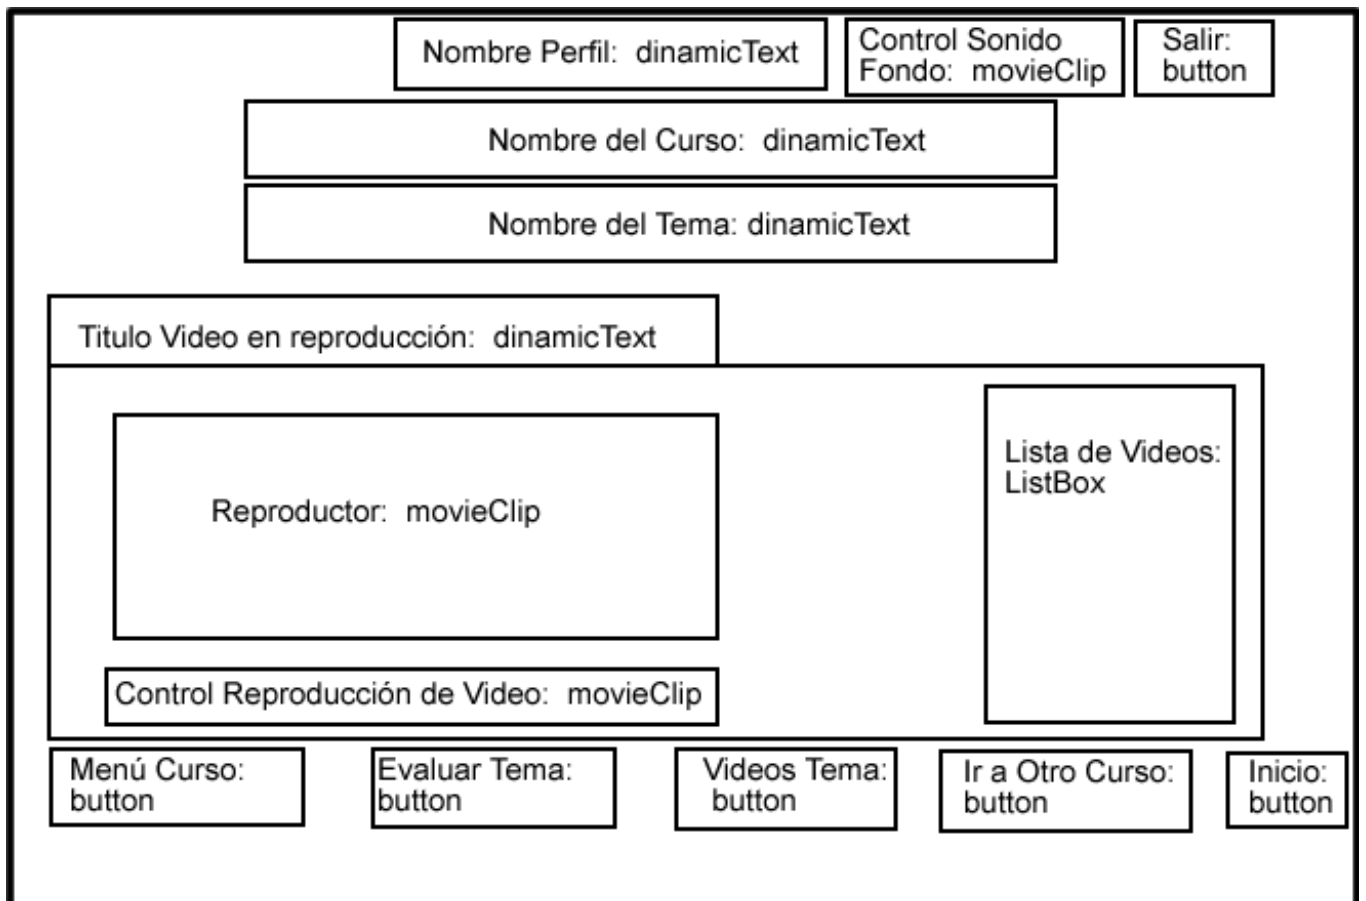 Nombre Perfil: dinamicText
Control Sonido
Fondo: movieClip
Salir:
button
Nombre del Curso: dinamicText
Nombre del Tema: dinamicText
Titulo Video en reproducción: dinamicText
Reproductor: movieClip
Lista de Videos:
ListBox
Control Reproducción de Video: movieClip
Menú Curso:
button
Evaluar Tema:
button
Videos Tema:
button
Ir a Otro Curso:
button
Inicio:
button